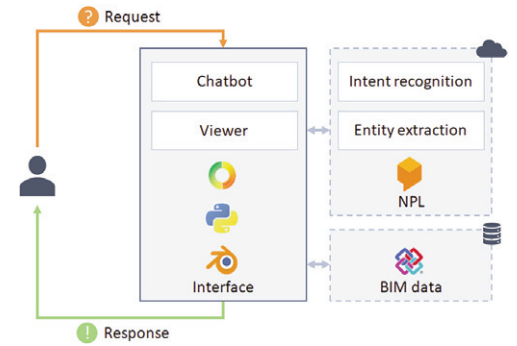 ? Request
Chatbot
Viewer
Interface
Intent recognition
Entity extraction
NPL
BIM data
! Response